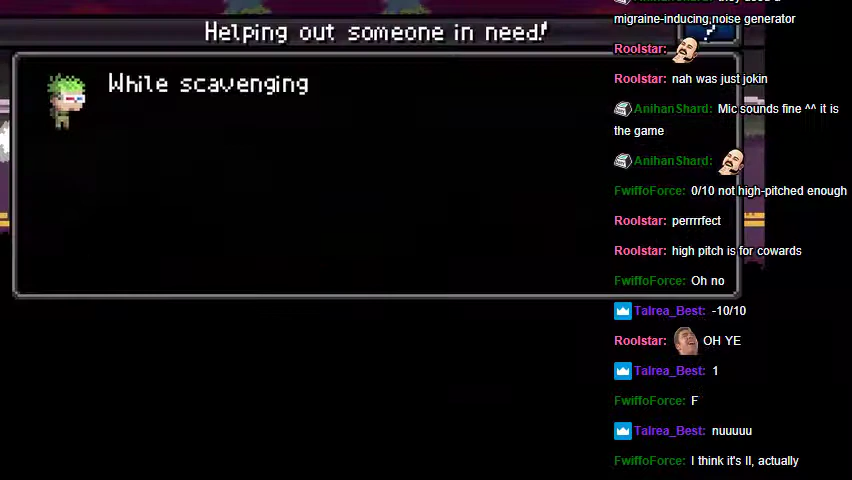 Helping out someone in need!
?
While scavenging
migraine-inducing noise generator
Roolstar:
Roolstar: nah was just jokin
AnihanShard: Mic sounds fine ^^ it is
the game
AnihanShard:
FwiffoForce: 0/10 not high-pitched enough
Roolstar: perrrrfect
Roolstar: high pitch is for cowards
FwiffoForce: Oh no
Talrea_Best: -10/10
Roolstar: OH YE
Talrea_Best: 1
FwiffoForce: F
Talrea_Best: nuuuuu
FwiffoForce: I think it's II, actually